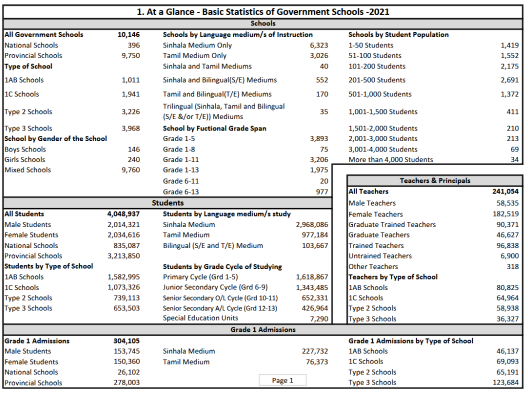 1. At a Glance - Basic Statistics of Government Schools -2021
Schools
All Government Schools 10,146
National Schools 396
Provincial Schools 9,750
Type of School
1AB Schools 1,011
1C Schools 1,941
Type 2 Schools 3,226
Type 3 Schools 3,968
School by Gender of the School
Boys Schools 146
Girls Schools 240
Mixed Schools 9,760
Schools by Language medium/s of Instruction
Sinhala Medium Only 6,323
Tamil Medium Only 3,026
Sinhala and Tamil Mediums 40
Sinhala and Bilingual(S/E) Mediums 552
Tamil and Bilingual(T/E) Mediums 170
Trilingual (Sinhala, Tamil and Bilingual
(S/E &/or T/E)) Mediums 35
School by Fuctional Grade Span
Grade 1-5 3,893
Grade 1-8 75
Grade 1-11 3,206
Grade 1-13 1,975
Grade 6-11 20
Grade 6-13 977
Schools by Student Population
1-50 Students 1,419
51-100 Students 1,552
101-200 Students 2,175
201-500 Students 2,691
501-1,000 Students 1,372
1,001-1,500 Students 411
1,501-2,000 Students 210
2,001-3,000 Students 213
3,001-4,000 Students 69
More than 4,000 Students 34
Teachers & Principals
All Teachers 241,054
Male Teachers 58,535
Female Teachers 182,519
Graduate Trained Teachers 90,371
Graduate Teachers 46,627
Trained Teachers 96,838
Untrained Teachers 6,900
Other Teachers 318
Teachers by Type of School
1AB Schools 80,825
1C Schools 64,964
Type 2 Schools 58,938
Type 3 Schools 36,327
Students
All Students 4,048,937
Male Students 2,014,321
Female Students 2,034,616
National Schools 835,087
Provincial Schools 3,213,850
Students by Type of School
1AB Schools 1,582,995
1C Schools 1,073,326
Type 2 Schools 739,113
Type 3 Schools 653,503
Students by Language medium/s study
Sinhala Medium 2,968,086
Tamil Medium 977,184
Bilingual (S/E and T/E) Medium 103,667
Students by Grade Cycle of Studying
Primary Cycle (Grd 1-5) 1,618,867
Junior Secondary Cycle (Grd 6-9) 1,343,485
Senior Secondary O/L Cycle (Grd 10-11) 652,331
Senior Secondary A/L Cycle (Grd 12-13) 426,964
Special Education Units 7,290
Grade 1 Admissions
Grade 1 Admissions 304,105
Male Students 153,745
Female Students 150,360
National Schools 26,102
Provincial Schools 278,003
Sinhala Medium 227,732
Tamil Medium 76,373
Grade 1 Admissions by Type of School
1AB Schools 46,137
1C Schools 69,093
Type 2 Schools 65,191
Type 3 Schools 123,684
Page 1